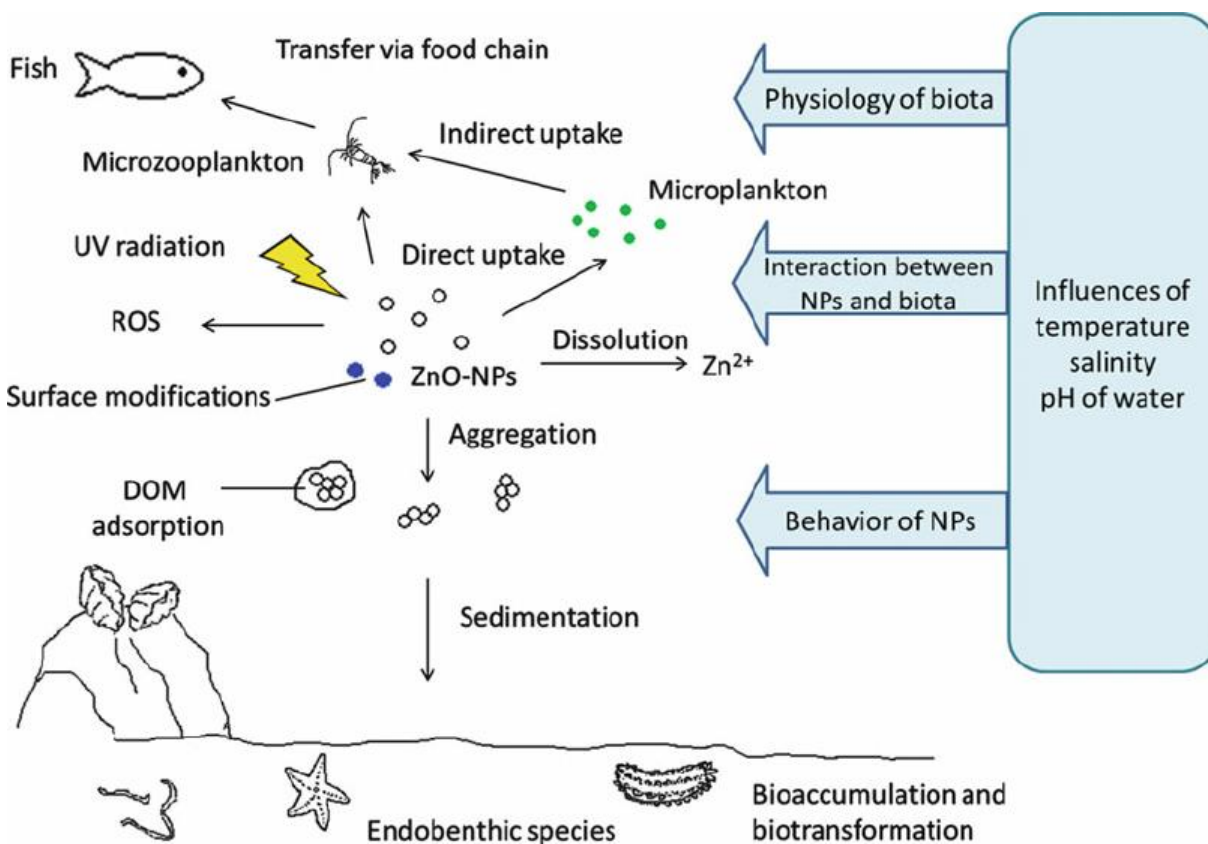 Transfer via food chain
Fish
Physiology of biota
Indirect uptake
Microzooplankton
Microplankton
UV radiation
Direct uptake
Interaction between
NPs and biota
Influences of
temperature
salinity
pH of water
ROS
Dissolution
Zn²⁺
ZnO-NPs
Surface modifications
Aggregation
DOM
adsorption
Behavior of NPs
Sedimentation
Endobenthic species
Bioaccumulation and
biotransformation